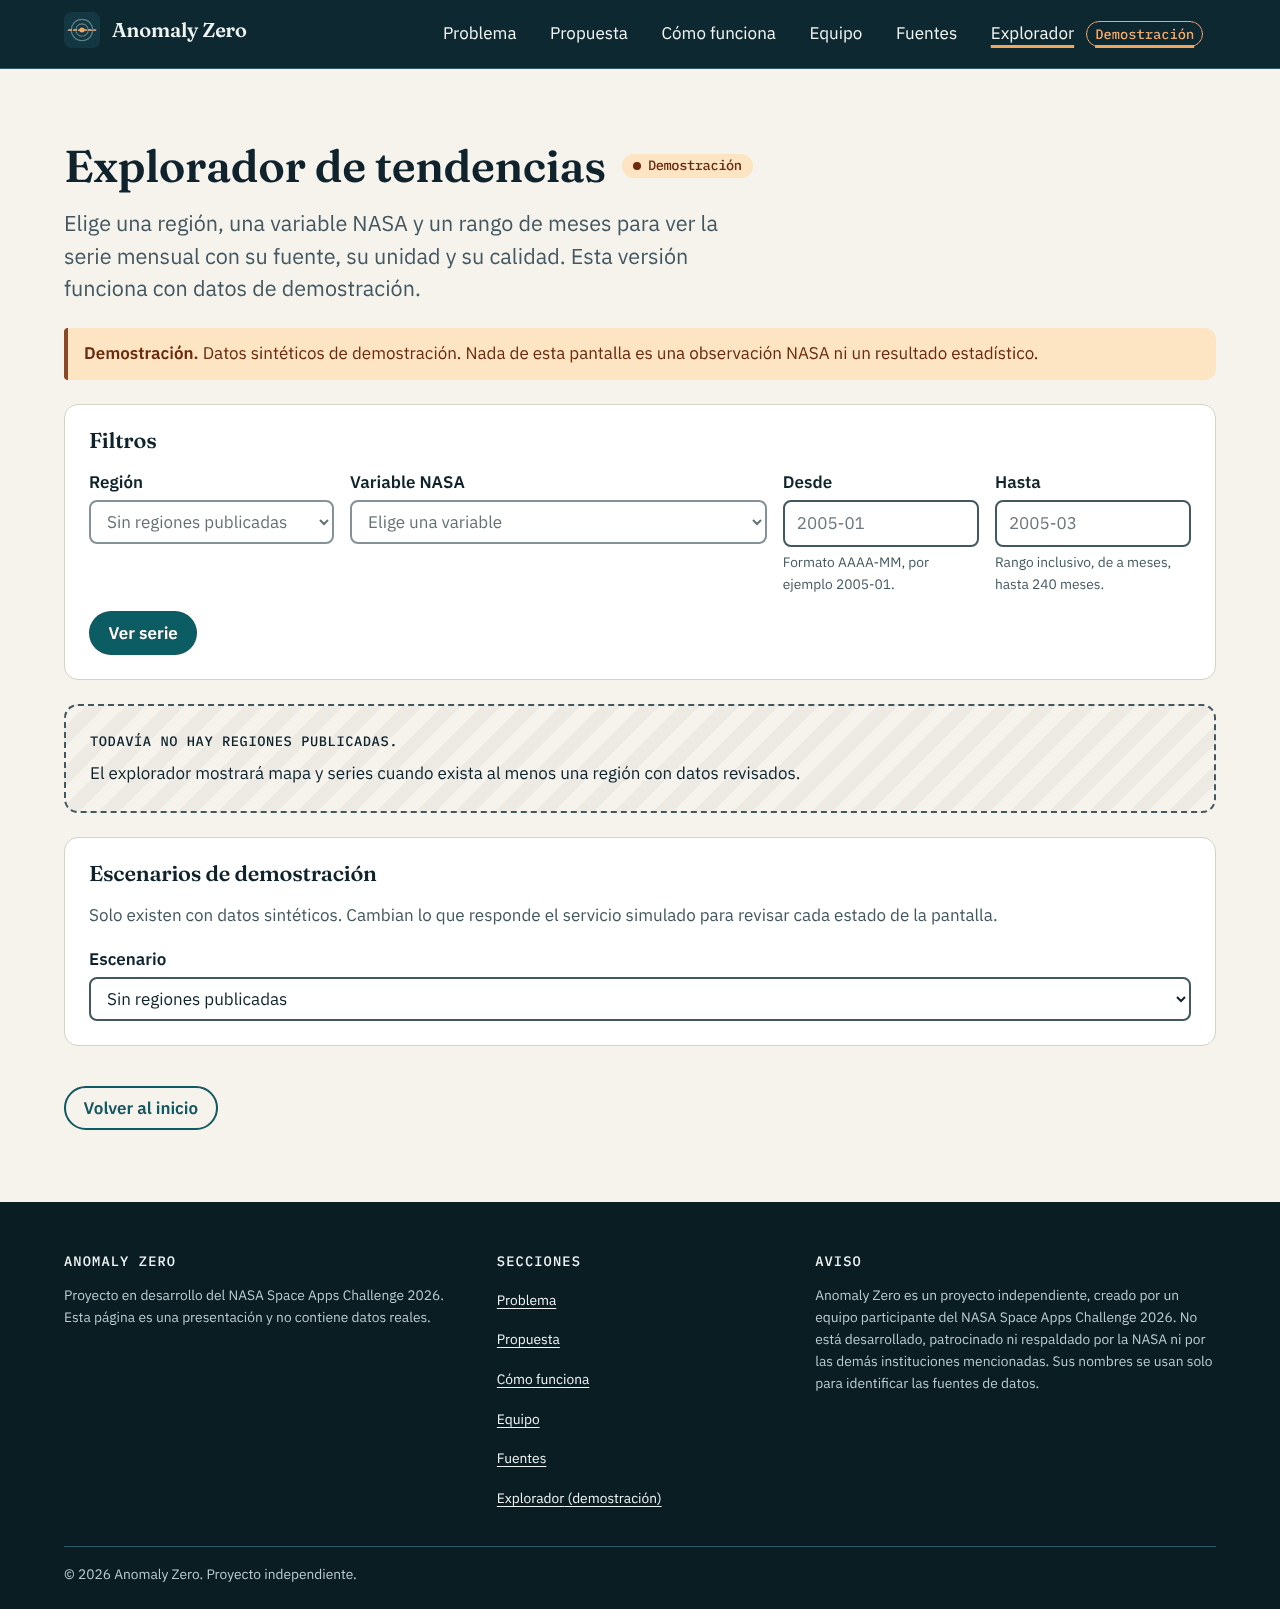 Anomaly Zero
Problema
Propuesta
Cómo funciona
Equipo
Fuentes
Explorador
Demostración
Explorador de tendencias
Demostración
Elige una región, una variable NASA y un rango de meses para ver la
serie mensual con su fuente, su unidad y su calidad. Esta versión
funciona con datos de demostración.
Demostración. Datos sintéticos de demostración. Nada de esta pantalla es una observación NASA ni un resultado estadístico.
Filtros
Región
Sin regiones publicadas
Variable NASA
Elige una variable
Desde
2005-01
Formato AAAA-MM, por
ejemplo 2005-01.
Hasta
2005-03
Rango inclusivo, de a meses,
hasta 240 meses.
Ver serie
TODAVÍA NO HAY REGIONES PUBLICADAS.
El explorador mostrará mapa y series cuando exista al menos una región con datos revisados.
Escenarios de demostración
Solo existen con datos sintéticos. Cambian lo que responde el servicio simulado para revisar cada estado de la pantalla.
Escenario
Sin regiones publicadas
Volver al inicio
ANOMALY ZERO
Proyecto en desarrollo del NASA Space Apps Challenge 2026.
Esta página es una presentación y no contiene datos reales.
SECCIONES
Problema
Propuesta
Cómo funciona
Equipo
Fuentes
Explorador (demostración)
AVISO
Anomaly Zero es un proyecto independiente, creado por un
equipo participante del NASA Space Apps Challenge 2026. No
está desarrollado, patrocinado ni respaldado por la NASA ni por
las demás instituciones mencionadas. Sus nombres se usan solo
para identificar las fuentes de datos.
© 2026 Anomaly Zero. Proyecto independiente.